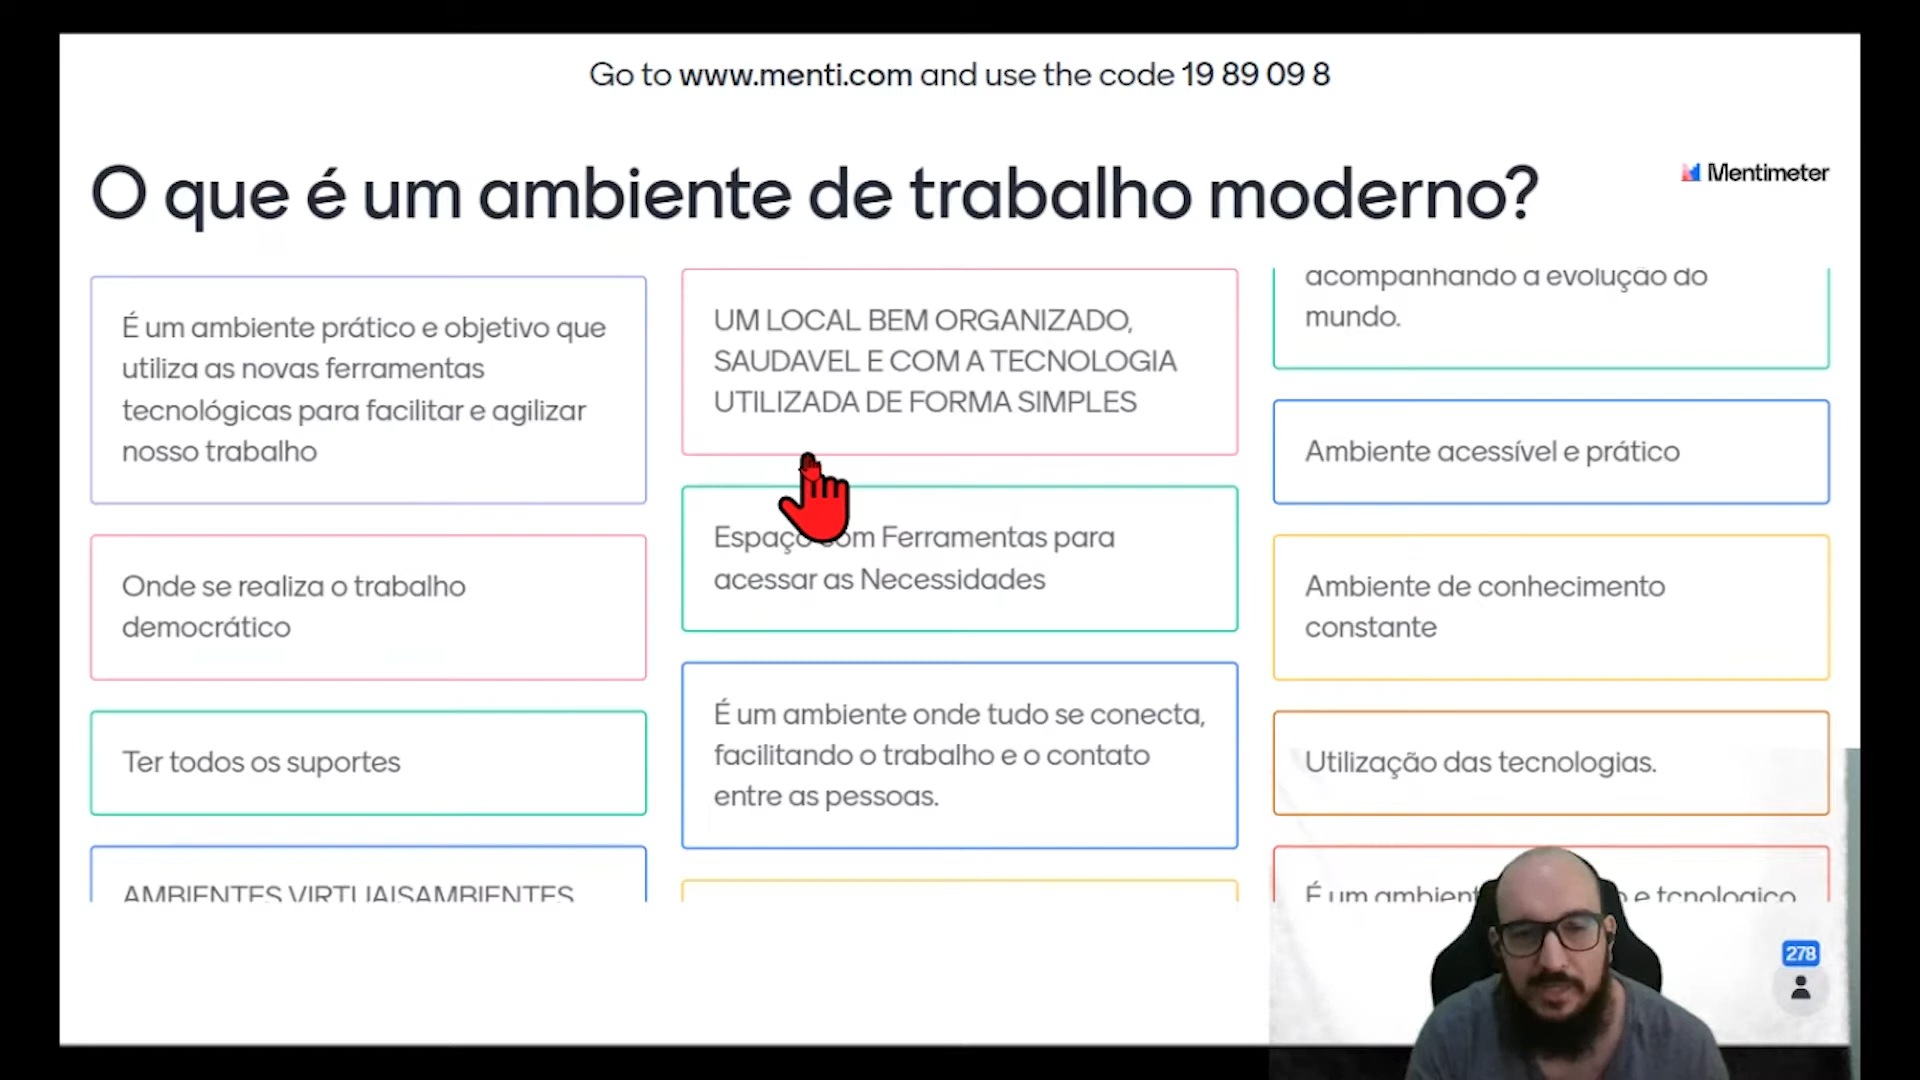 Go to www.menti.com and use the code 19 89 09 8
O que é um ambiente de trabalho moderno?
Mentimeter
É um ambiente prático e objetivo que
utiliza as novas ferramentas
tecnológicas para facilitar e agilizar
nosso trabalho
Onde se realiza o trabalho
democrático
Ter todos os suportes
AMBIENTES VIRTUAISAMBIENTES
UM LOCAL BEM ORGANIZADO,
SAUDAVEL E COM A TECNOLOGIA
UTILIZADA DE FORMA SIMPLES
Espaço com Ferramentas para
acessar as Necessidades
É um ambiente onde tudo se conecta,
facilitando o trabalho e o contato
entre as pessoas.
acompanhando a evolução do
mundo.
Ambiente acessível e prático
Ambiente de conhecimento
constante
Utilização das tecnologias.
É um e tcnologico
278